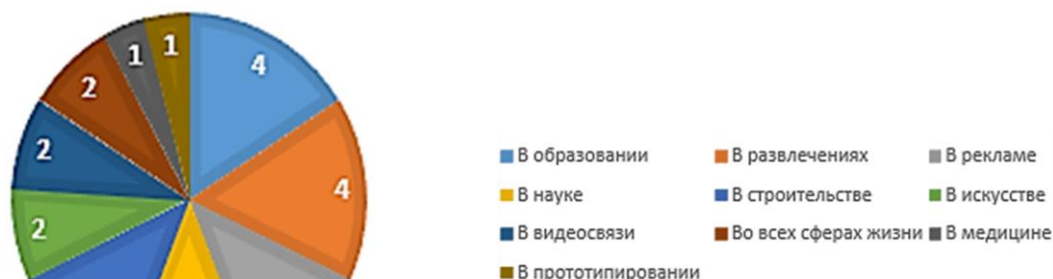 1
1
4
2
2
4
2
В образовании
В развлечениях
В рекламе
В науке
В строительстве
В искусстве
В видеосвязи
Во всех сферах жизни
В медицине
В прототипировании